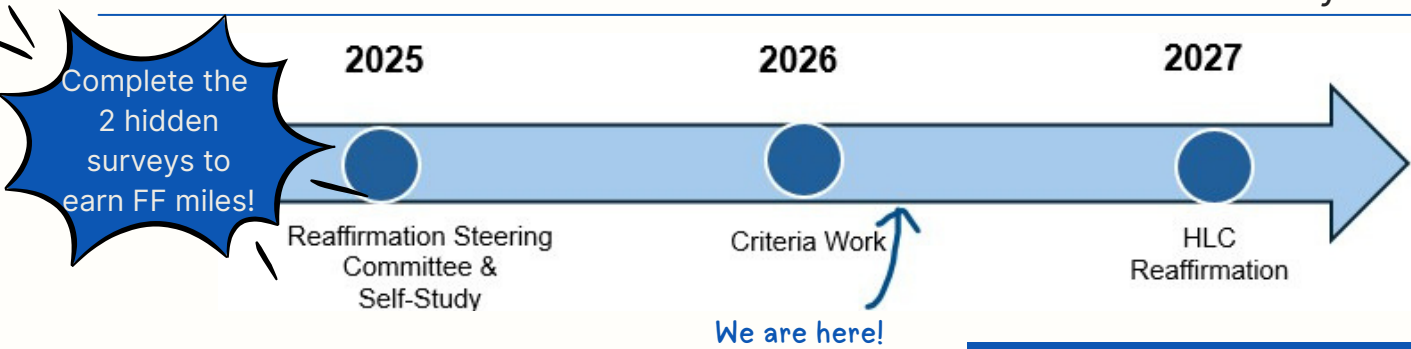 Complete the
2 hidden
surveys to
earn FF miles!
2025
2026
2027
Reaffirmation Steering
Committee &
Self-Study
Criteria Work
HLC
Reaffirmation
We are here!